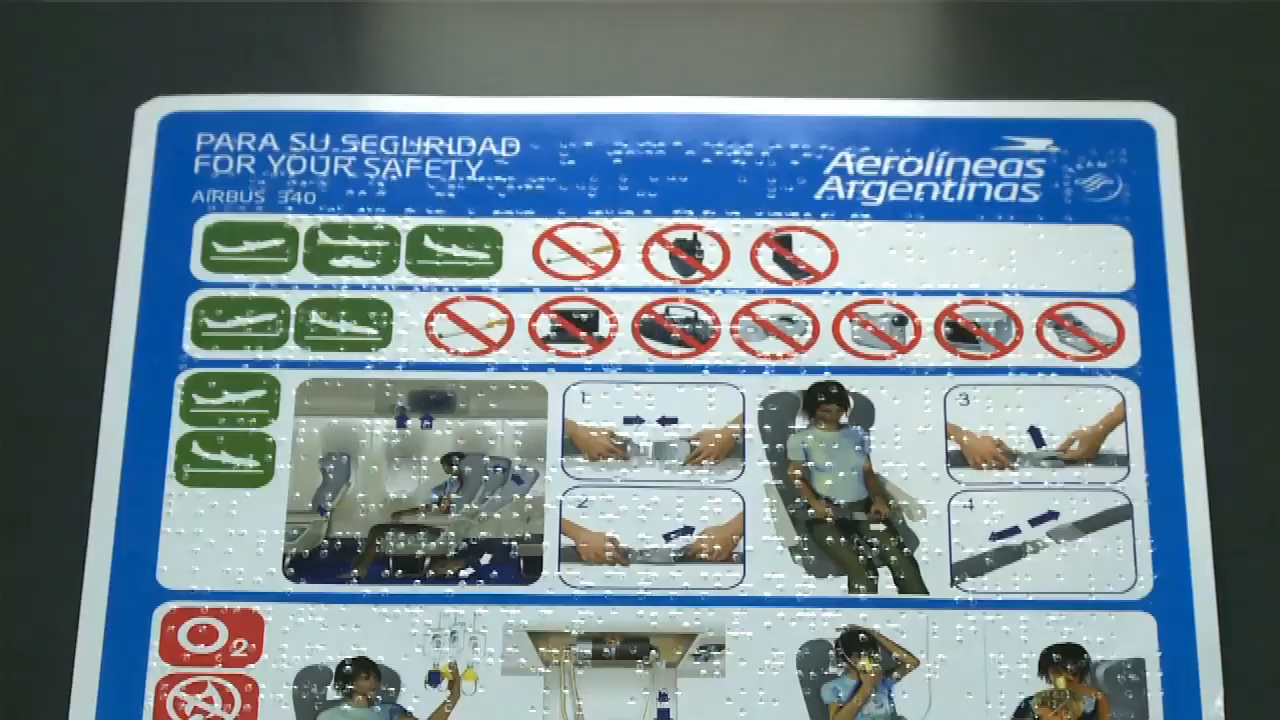 PARA SU SEGURIDAD
FOR YOUR SAFETY
AIRBUS 340
Aerolíneas
Argentinas
1
2
3
4
O2